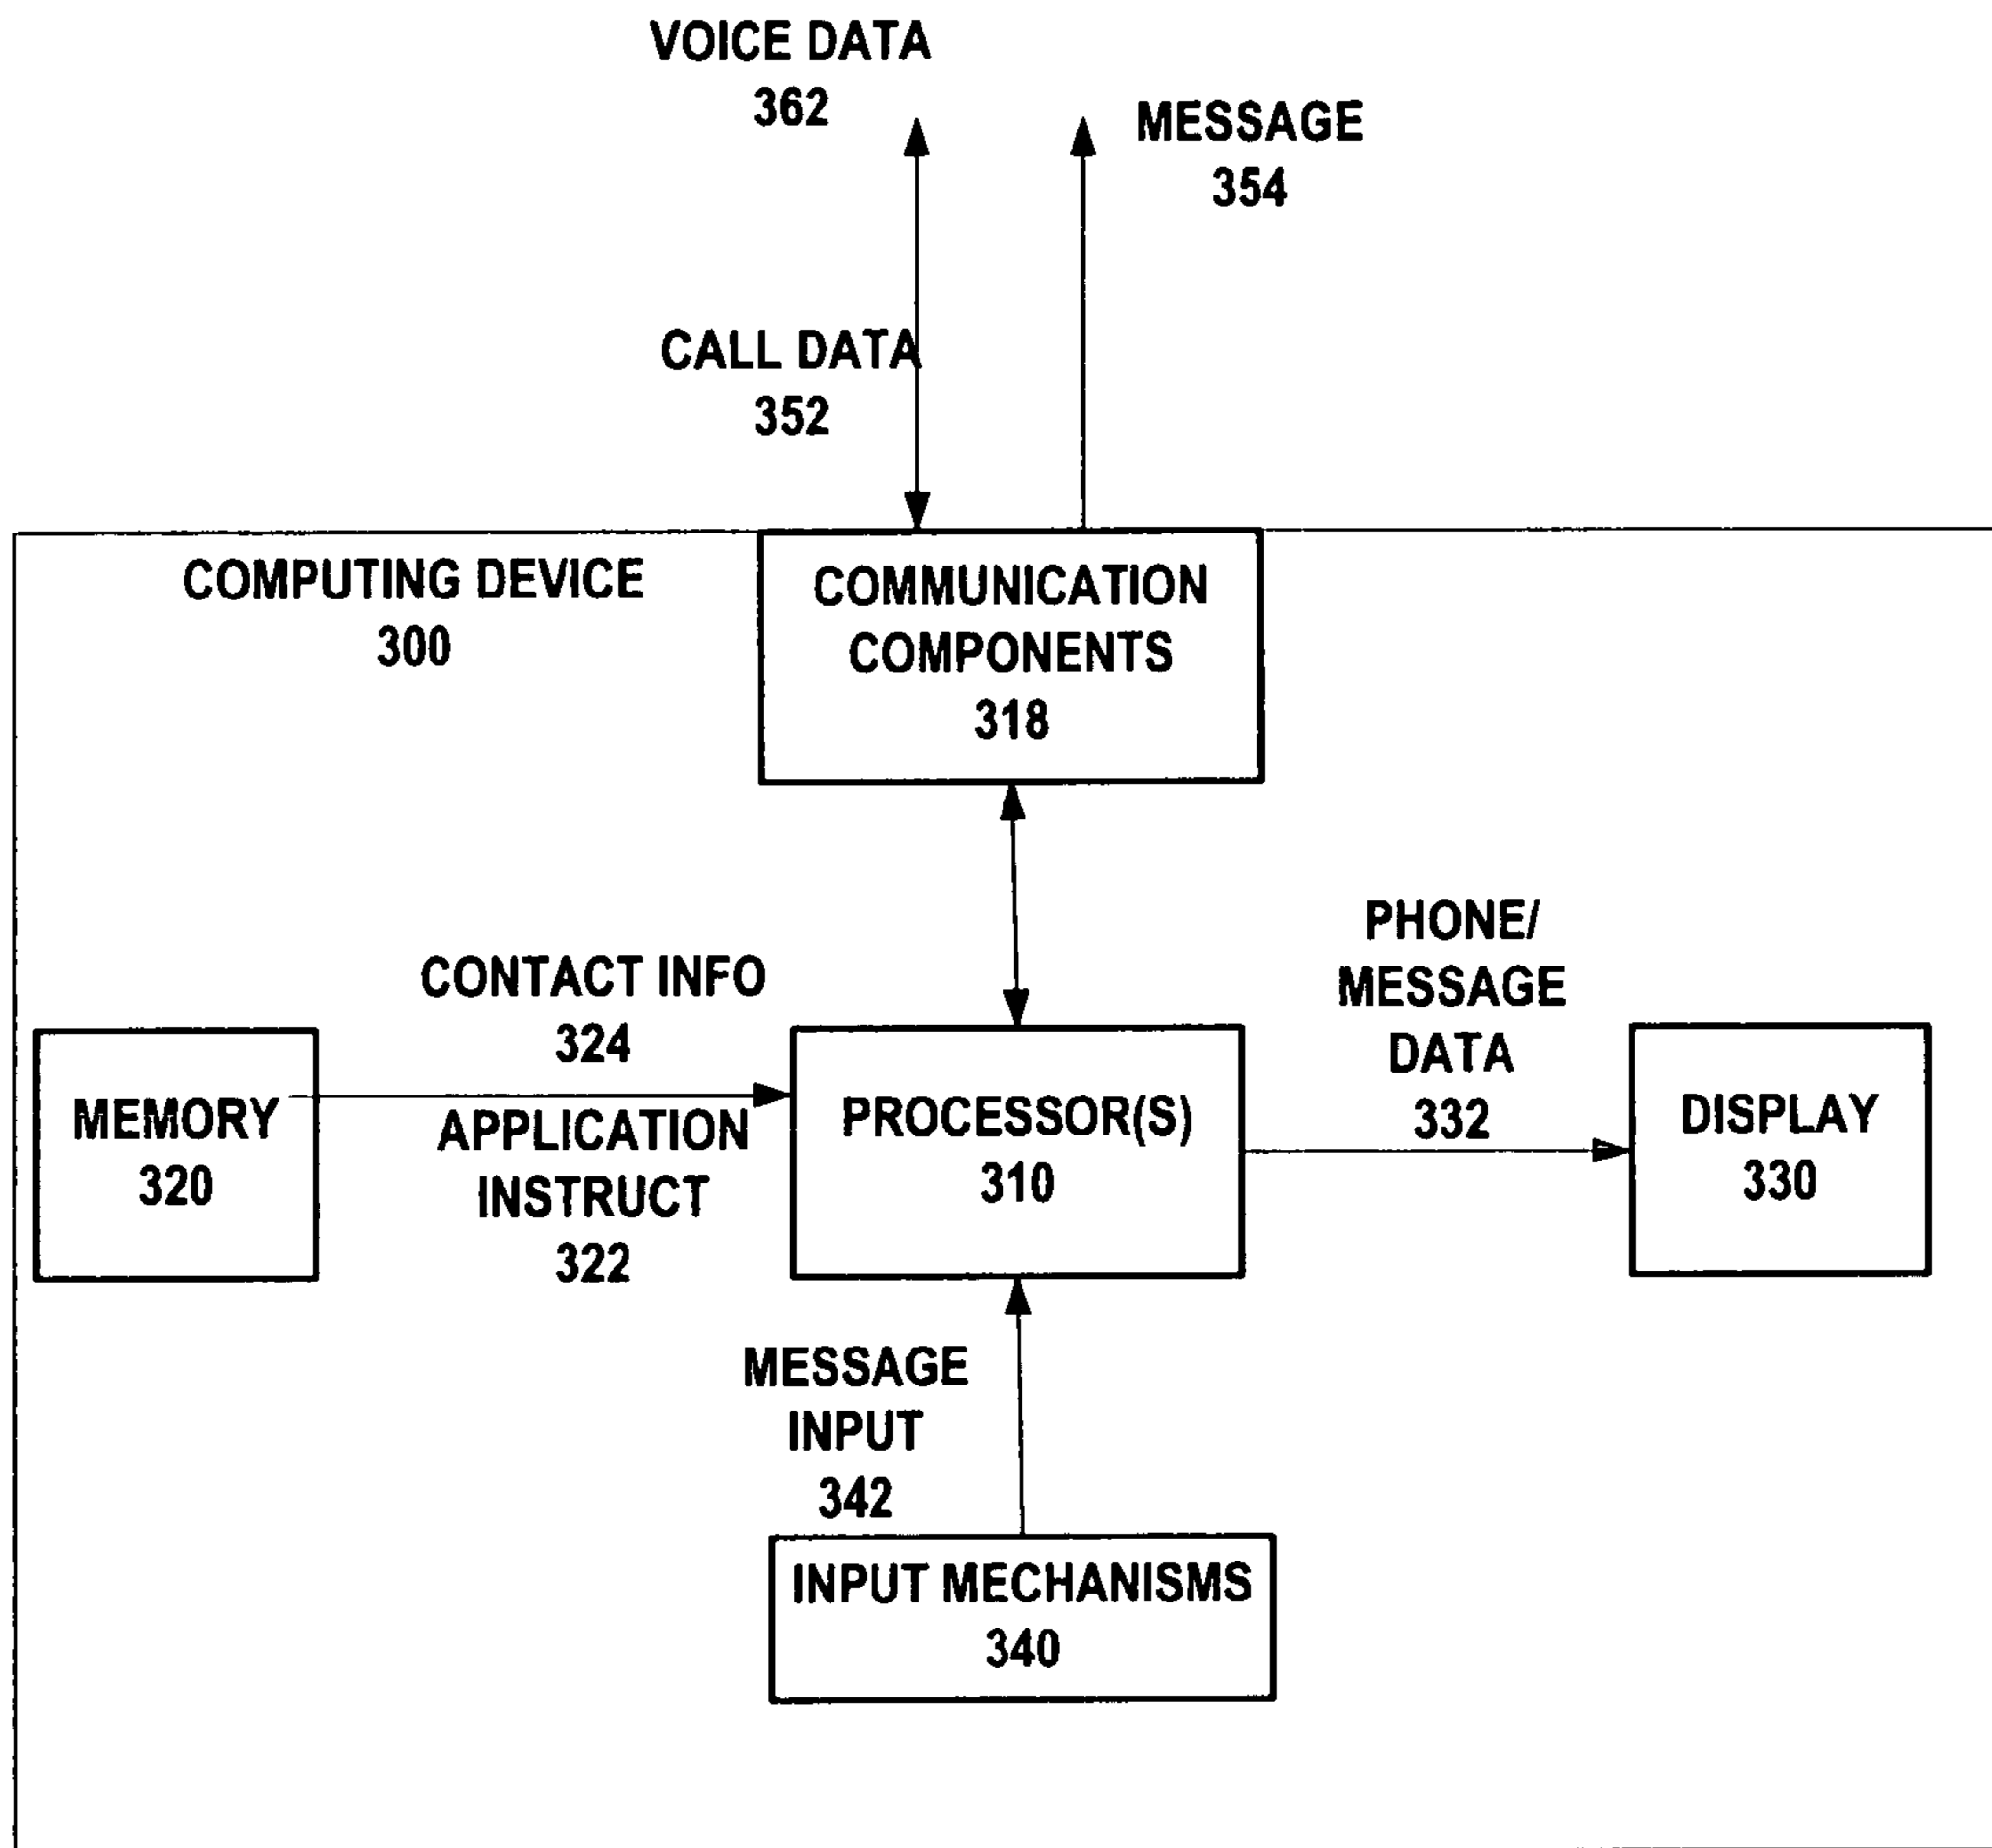 VOICE DATA
362
MESSAGE
354
CALL DATA
352
COMPUTING DEVICE
300
COMMUNICATION
COMPONENTS
318
CONTACT INFO
324
PHONE/
MESSAGE
DATA
332
MEMORY
320
APPLICATION
INSTRUCT
322
PROCESSOR(S)
310
DISPLAY
330
MESSAGE
INPUT
342
INPUT MECHANISMS
340